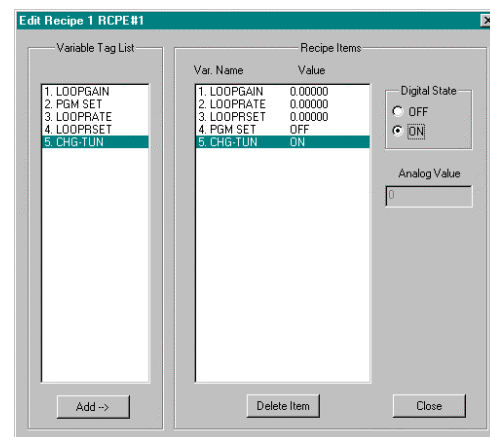 Edit Recipe 1 RCPE#1
Variable Tag List
1. LOOPGAIN
2. PGM SET
3. LOOPRATE
4. LOOPRSET
5. CHG-TUN
Add -->
Recipe Items
Var. Name Value
1. LOOPGAIN 0.00000
2. LOOPRATE 0.00000
3. LOOPRSET 0.00000
4. PGM SET OFF
5. CHG-TUN ON
Delete Item
Digital State
OFF
ON
Analog Value
0
Close